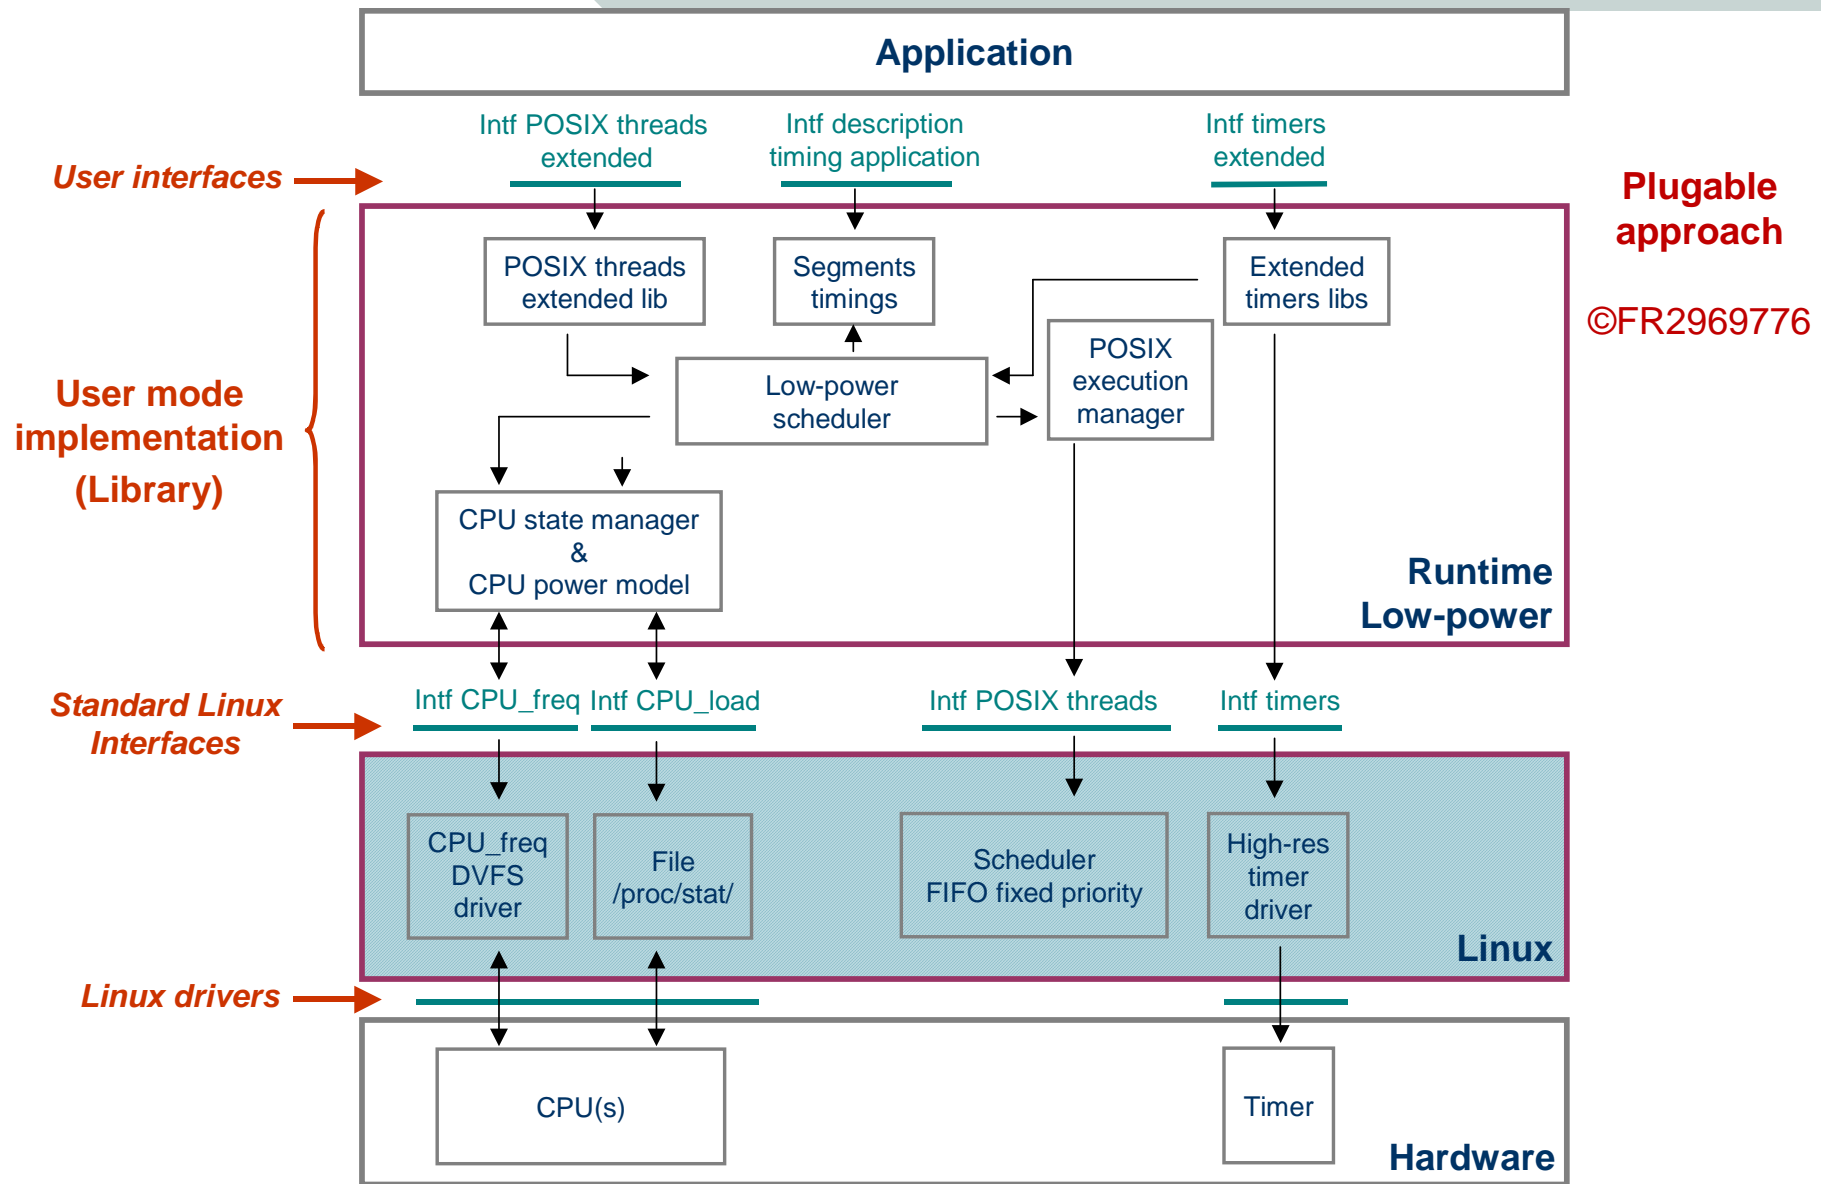 Application
Intf POSIX threads
extended
Intf description
timing application
Intf timers
extended
User interfaces
Plugable
approach
©FR2969776
POSIX threads
extended lib
Segments
timings
Extended
timers libs
POSIX
execution
manager
Low-power
scheduler
User mode
implementation
(Library)
CPU state manager
&
CPU power model
Runtime
Low-power
Standard Linux
Interfaces
Intf CPU_freq
Intf CPU_load
Intf POSIX threads
Intf timers
CPU_freq
DVFS
driver
File
/proc/stat/
Scheduler
FIFO fixed priority
High-res
timer
driver
Linux
Linux drivers
CPU(s)
Timer
Hardware